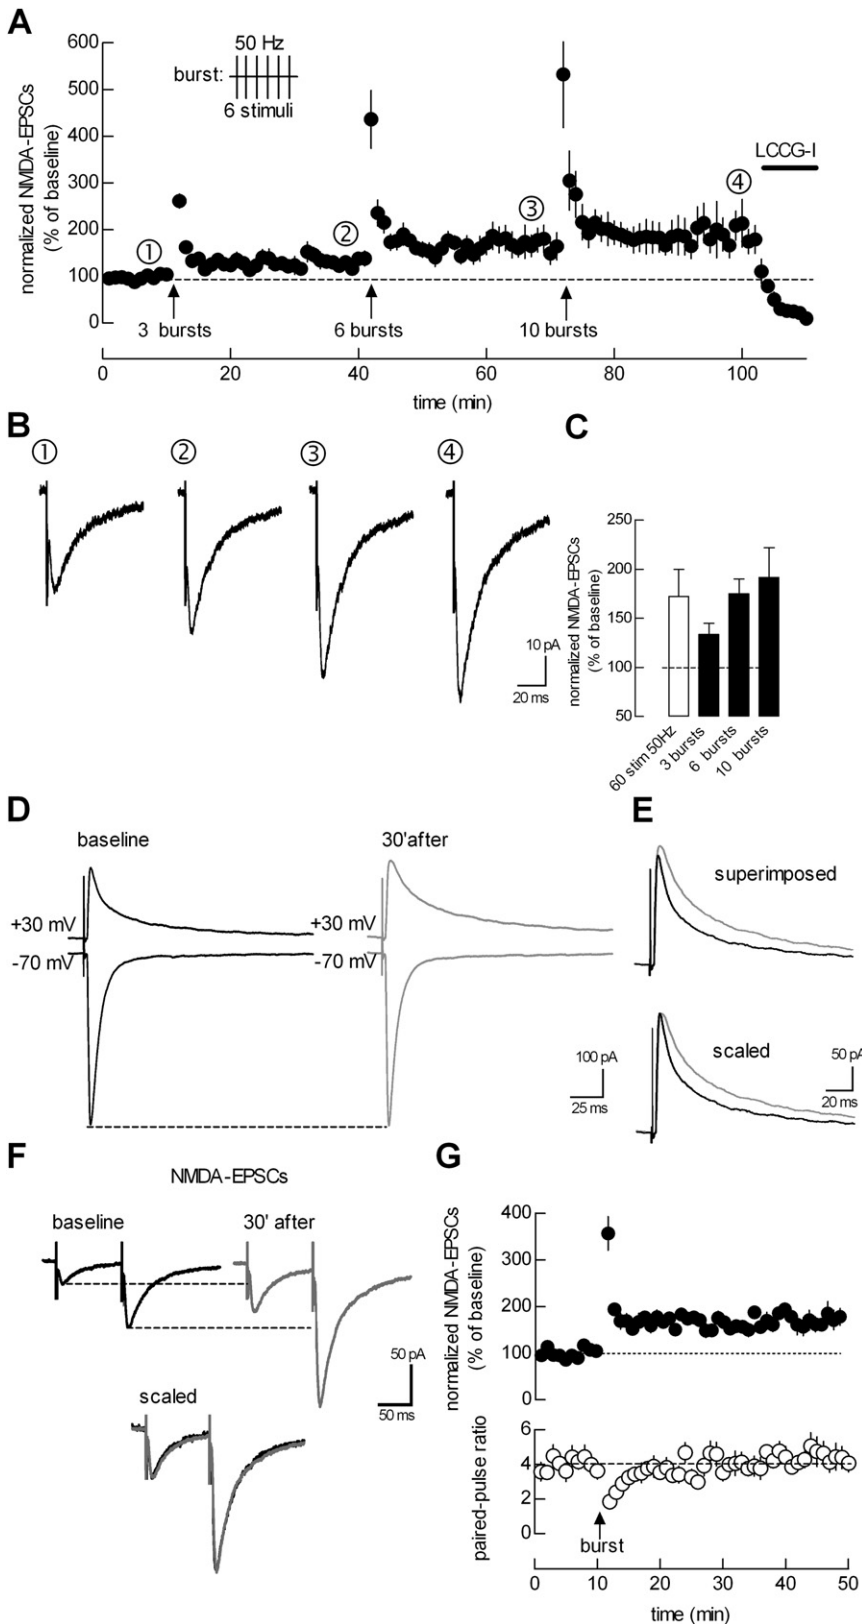 A
600
500
400
300
200
100
0
normalized NMDA-EPSCs
(% of baseline)
50 Hz
burst:
6 stimuli
LCCG-I
①
②
③
④
3 bursts
6 bursts
10 bursts
0
20
40
60
80
100
time (min)
B
①
②
③
④
10 pA
20 ms
C
250
200
150
100
50
normalized NMDA-EPSCs
(% of baseline)
60 stim 50Hz
3 bursts
6 bursts
10 bursts
D
baseline
30'after
+30 mV
-70 mV
+30 mV
-70 mV
100 pA
25 ms
E
superimposed
scaled
50 pA
20 ms
F
NMDA-EPSCs
baseline
30' after
scaled
50 pA
50 ms
G
400
300
200
100
0
normalized NMDA-EPSCs
(% of baseline)
6
4
2
0
paired-pulse ratio
burst
0
10
20
30
40
50
time (min)